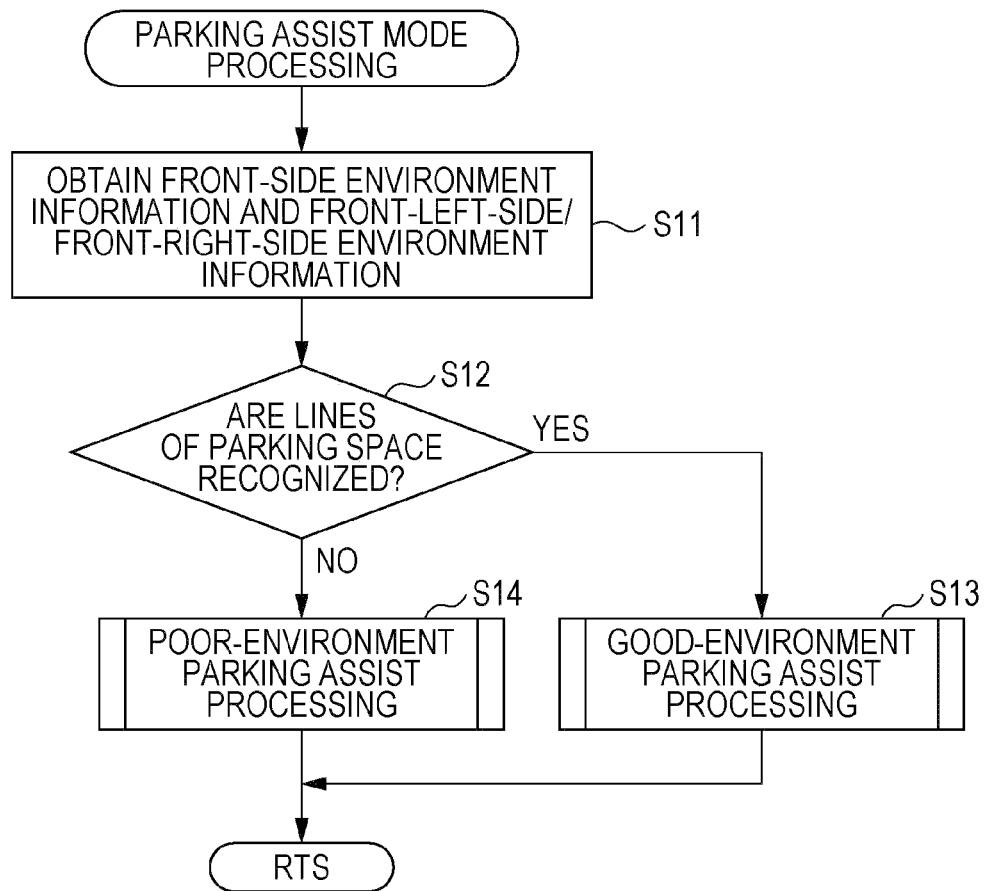 PARKING ASSIST MODE
PROCESSING
OBTAIN FRONT-SIDE ENVIRONMENT
INFORMATION AND FRONT-LEFT-SIDE/
FRONT-RIGHT-SIDE ENVIRONMENT
INFORMATION
S11
S12
ARE LINES
OF PARKING SPACE
RECOGNIZED?
YES
NO
S14
POOR-ENVIRONMENT
PARKING ASSIST
PROCESSING
S13
GOOD-ENVIRONMENT
PARKING ASSIST
PROCESSING
RTS